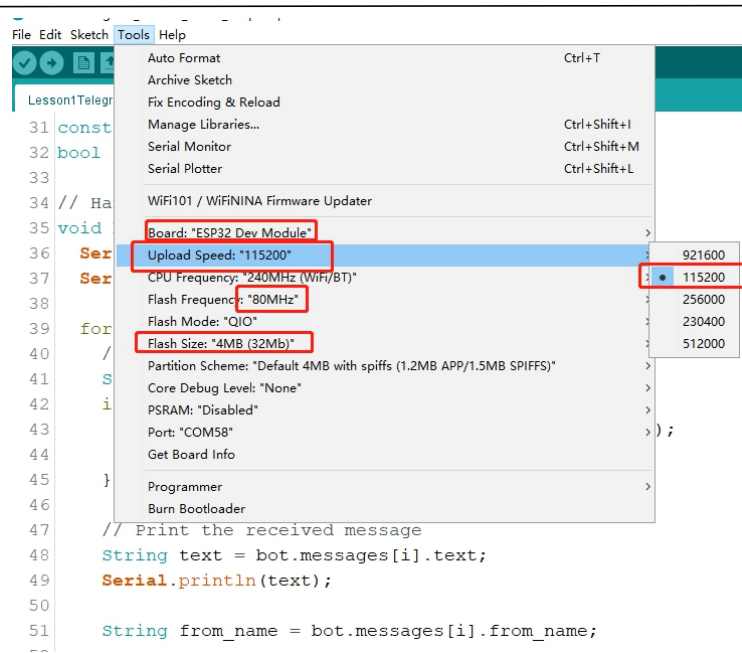 File Edit Sketch Tools Help
Auto Format Ctrl+T
Archive Sketch
Fix Encoding & Reload
Manage Libraries... Ctrl+Shift+I
Serial Monitor Ctrl+Shift+M
Serial Plotter Ctrl+Shift+L
WiFi101 / WiFiNINA Firmware Updater
Board: "ESP32 Dev Module"
Upload Speed: "115200"
CPU Frequency: "240MHz (WiFi/BT)"
Flash Frequency: "80MHz"
Flash Mode: "QIO"
Flash Size: "4MB (32Mb)"
Partition Scheme: "Default 4MB with spiffs (1.2MB APP/1.5MB SPIFFS)"
Core Debug Level: "None"
PSRAM: "Disabled"
Port: "COM58"
Get Board Info
Programmer
Burn Bootloader
921600
115200
256000
230400
512000
Lesson1Telegr
31 const
32 bool
33
34 // Ha
35 void
36 Ser
37 Ser
38
39 for
40 /
41 S
42 i
43 );
44
45 }
46
47 // Print the received message
48 String text = bot.messages[i].text;
49 Serial.println(text);
50
51 String from_name = bot.messages[i].from_name;